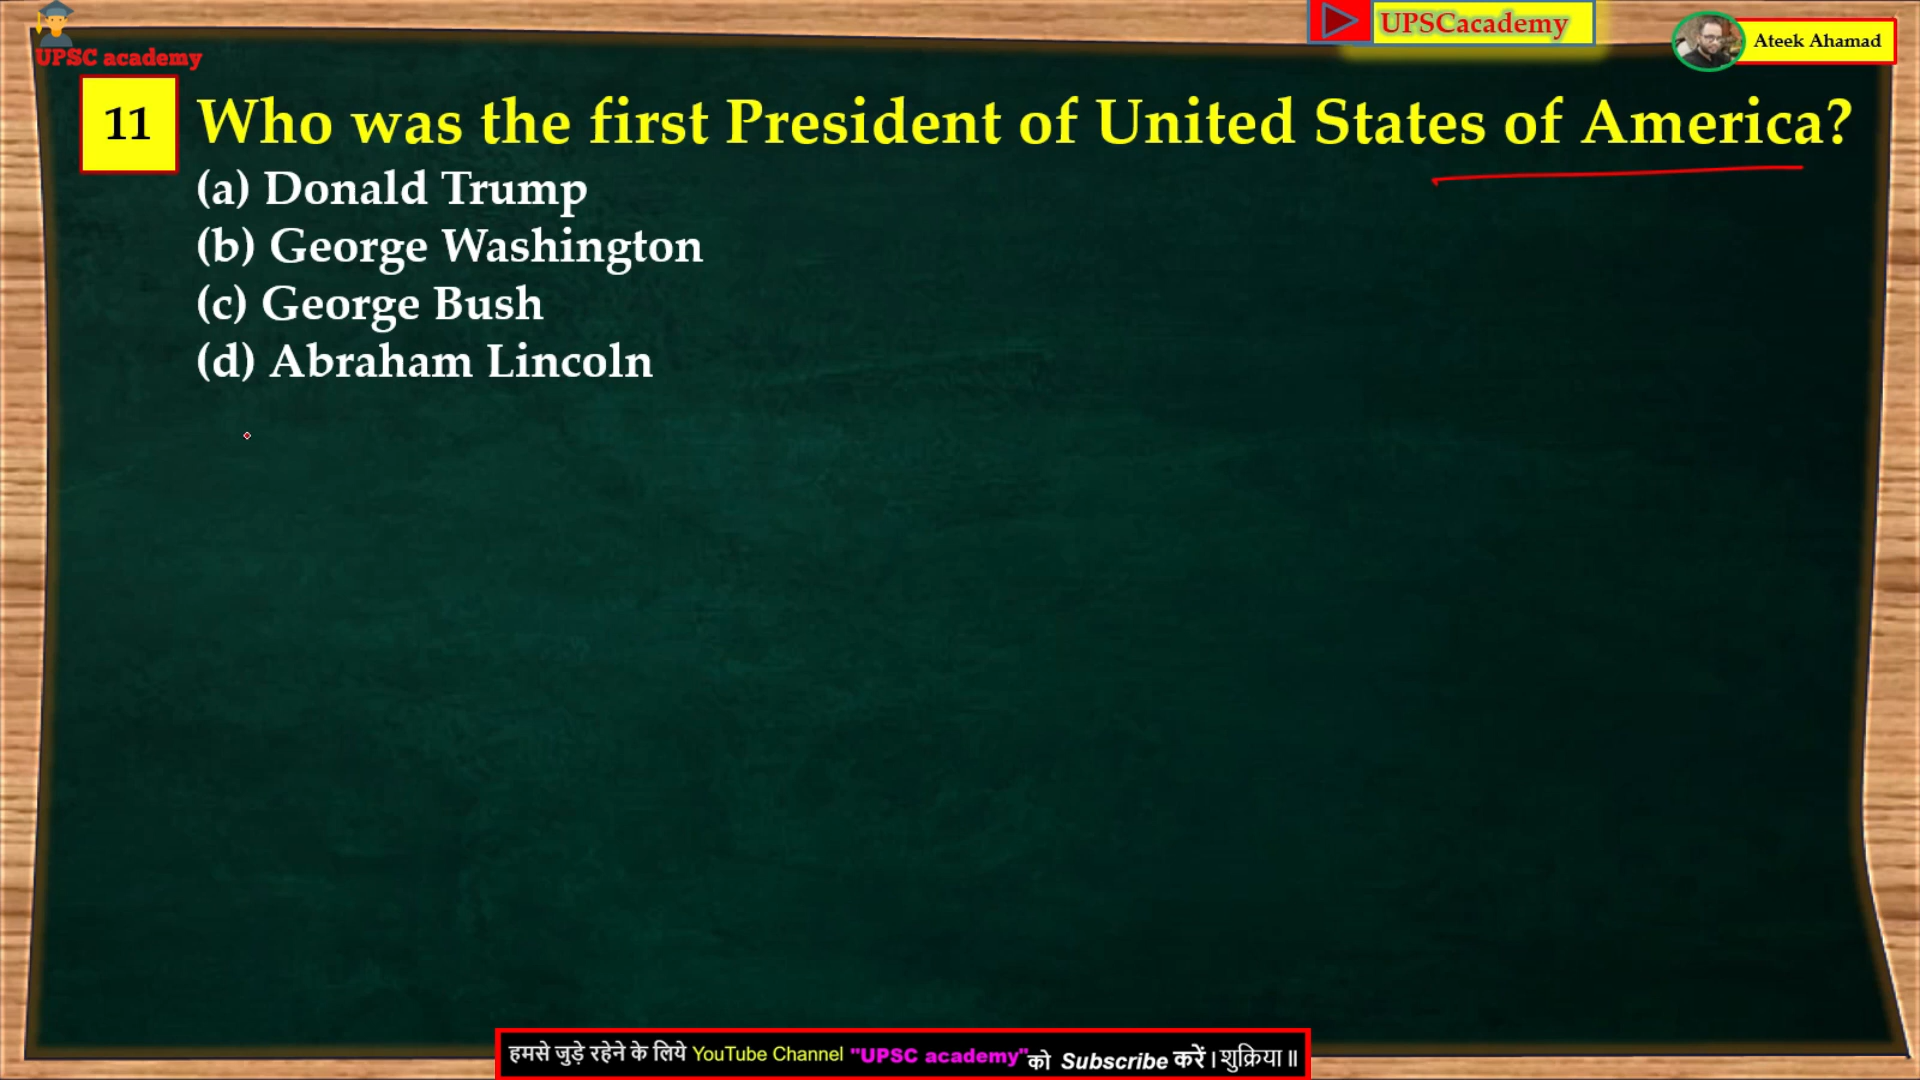 UPSC academy
UPSCacademy
Ateek Ahamad
11 Who was the first President of United States of America?
(a) Donald Trump
(b) George Washington
(c) George Bush
(d) Abraham Lincoln
हमसे जुड़े रहेने के लिये YouTube Channel "UPSC academy"को Subscribe करें । शुक्रिया ॥